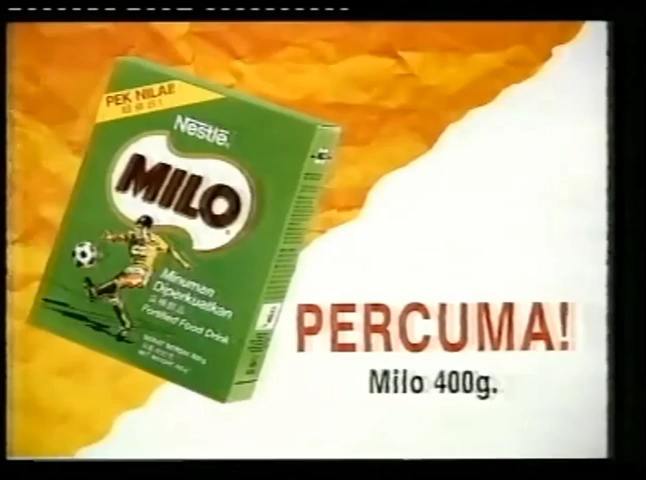 PEK NILAI!
Nestlé
MILO
Minuman
Diperkuatkan
Fortified Food Drink
PERCUMA!
Milo 400g.